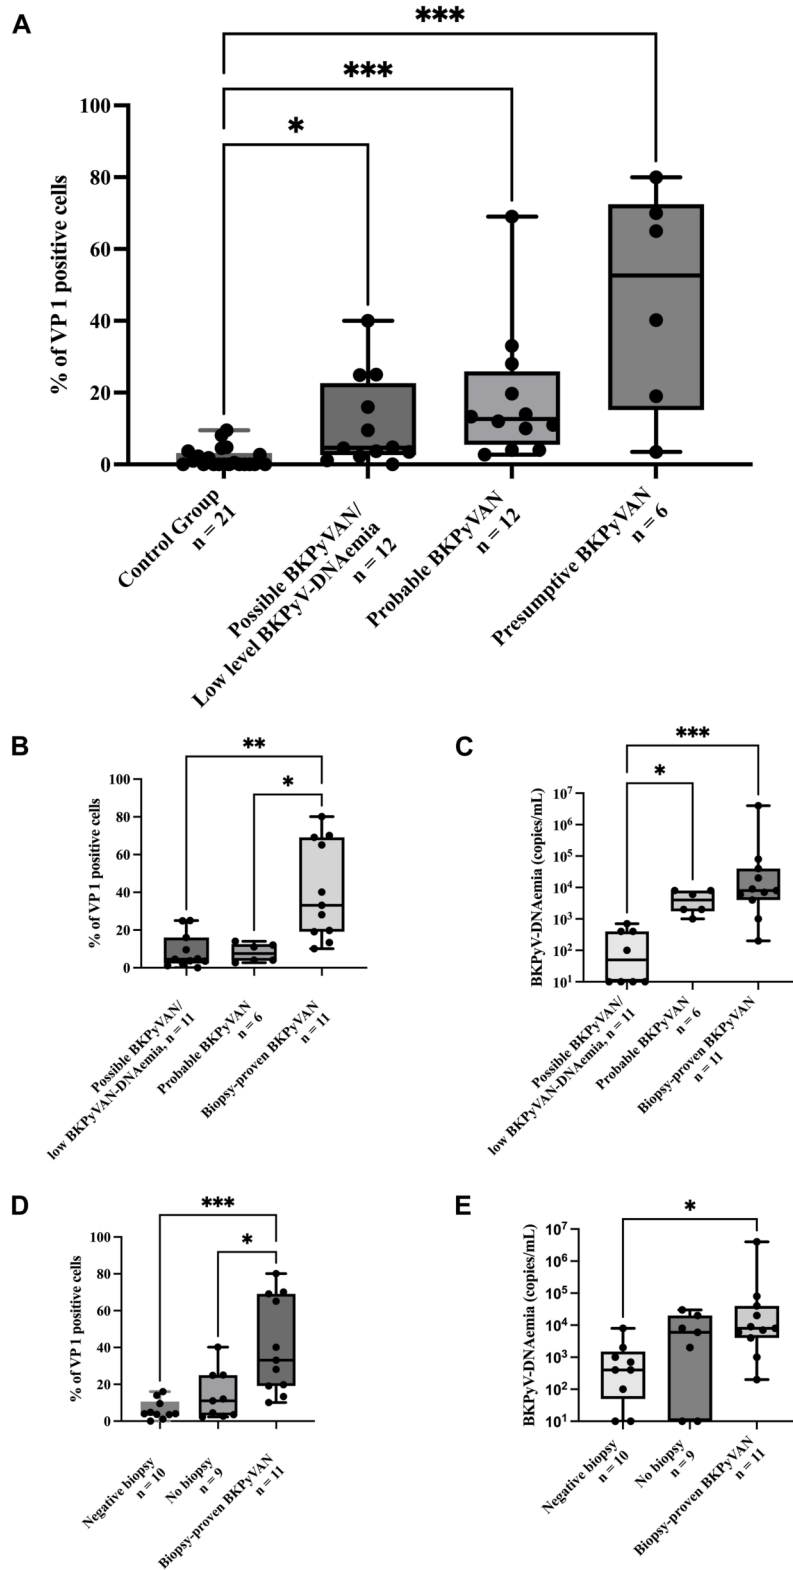 A
***
***
*
100
80
60
40
20
0
% of VP 1 positive cells
Control Group
n = 21
Possible BKPyVAN/
Low level BKPyV-DNAemia
n = 12
Probable BKPyVAN
n = 12
Presumptive BKPyVAN
n = 6
B
**
*
100
80
60
40
20
0
% of VP 1 positive cells
Possible BKPyVAN/
low BKPyVAN-DNAemia, n = 11
Probable BKPyVAN
n = 6
Biopsy-proven BKPyVAN
n = 11
C
***
*
10⁷
10⁶
10⁵
10⁴
10³
10²
10¹
BKPyV-DNAemia (copies/mL)
Possible BKPyVAN/
low BKPyVAN-DNAemia, n = 11
Probable BKPyVAN
n = 6
Biopsy-proven BKPyVAN
n = 11
D
***
*
100
80
60
40
20
0
% of VP 1 positive cells
Negative biopsy
n = 10
No biopsy
n = 9
Biopsy-proven BKPyVAN
n = 11
E
*
10⁷
10⁶
10⁵
10⁴
10³
10²
10¹
BKPyV-DNAemia (copies/mL)
Negative biopsy
n = 10
No biopsy
n = 9
Biopsy-proven BKPyVAN
n = 11